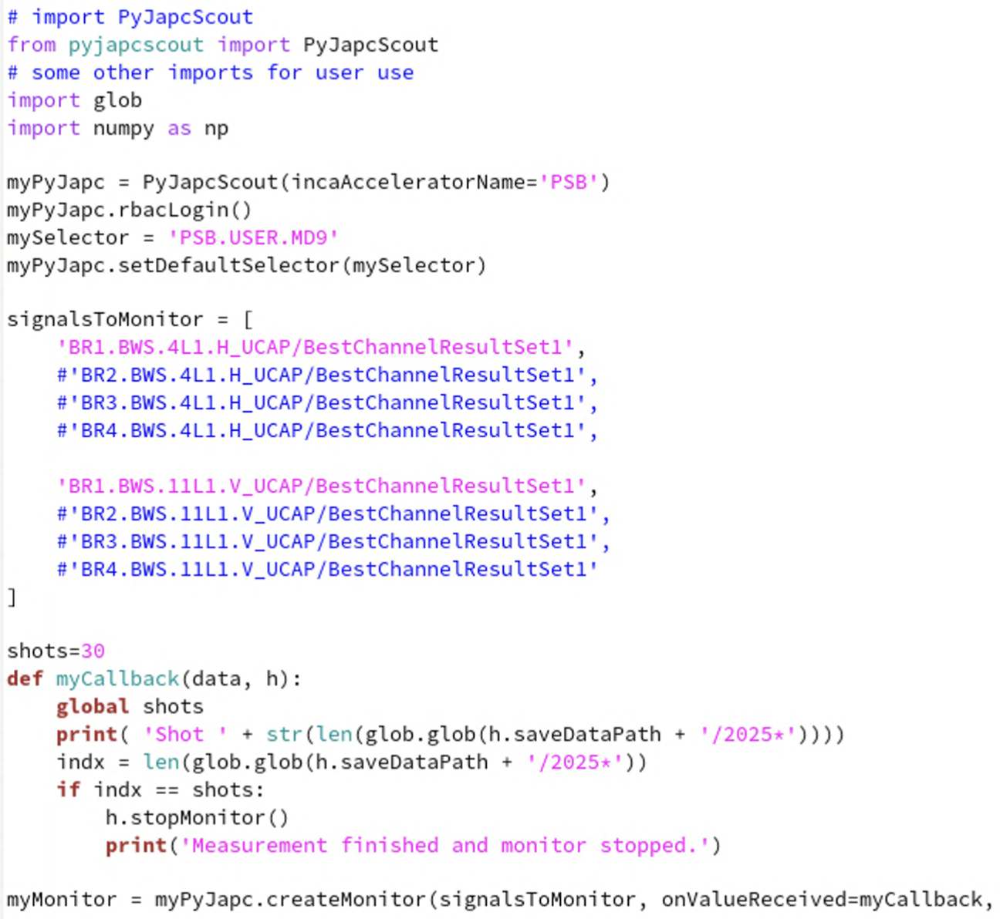 # import PyJapcScout
from pyjapcscout import PyJapcScout
# some other imports for user use
import glob
import numpy as np

myPyJapc = PyJapcScout(incaAcceleratorName='PSB')
myPyJapc.rbacLogin()
mySelector = 'PSB.USER.MD9'
myPyJapc.setDefaultSelector(mySelector)

signalsToMonitor = [
    'BR1.BWS.4L1.H_UCAP/BestChannelResultSet1',
    #'BR2.BWS.4L1.H_UCAP/BestChannelResultSet1',
    #'BR3.BWS.4L1.H_UCAP/BestChannelResultSet1',
    #'BR4.BWS.4L1.H_UCAP/BestChannelResultSet1',

    'BR1.BWS.11L1.V_UCAP/BestChannelResultSet1',
    #'BR2.BWS.11L1.V_UCAP/BestChannelResultSet1',
    #'BR3.BWS.11L1.V_UCAP/BestChannelResultSet1',
    #'BR4.BWS.11L1.V_UCAP/BestChannelResultSet1'
]

shots=30
def myCallback(data, h):
    global shots
    print( 'Shot ' + str(len(glob.glob(h.saveDataPath + '/2025*'))))
    indx = len(glob.glob(h.saveDataPath + '/2025*'))
    if indx == shots:
        h.stopMonitor()
        print('Measurement finished and monitor stopped.')

myMonitor = myPyJapc.createMonitor(signalsToMonitor, onValueReceived=myCallback,